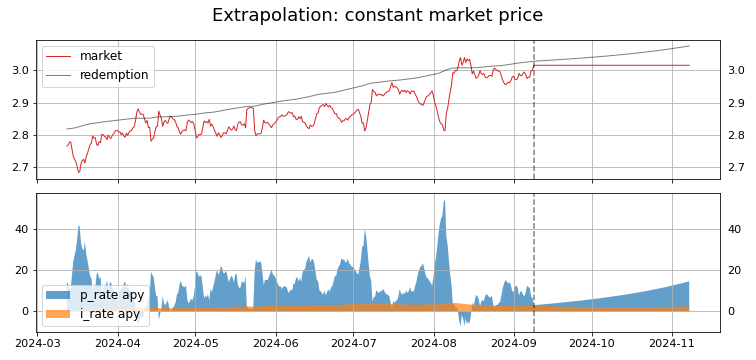 Extrapolation: constant market price
market
redemption
3.0 3.0
2.9 2.9
2.8 2.8
2.7 2.7
40 40
20 20
p_rate apy
i_rate apy
0 0
2024-03 2024-04 2024-05 2024-06 2024-07 2024-08 2024-09 2024-10 2024-11